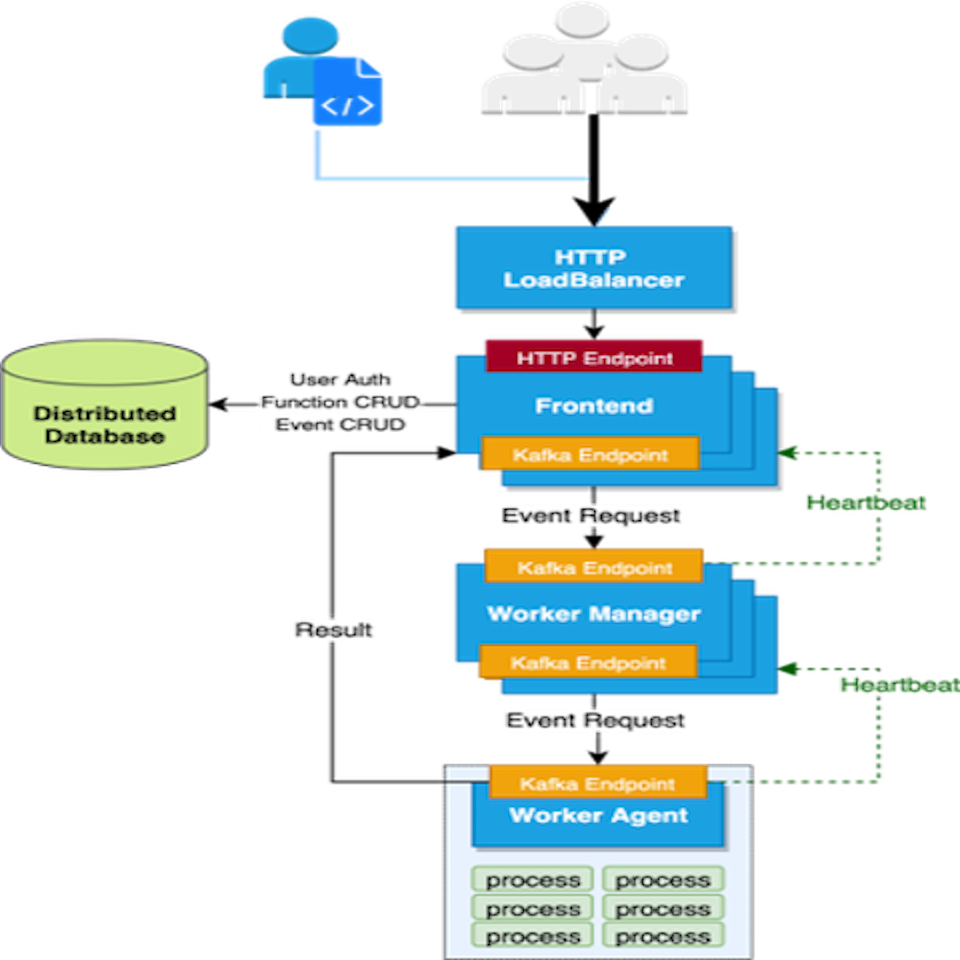 </>
HTTP
LoadBalancer
HTTP Endpoint
Frontend
Kafka Endpoint
User Auth
Function CRUD
Event CRUD
Distributed
Database
Event Request
Heartbeat
Kafka Endpoint
Worker Manager
Kafka Endpoint
Result
Event Request
Heartbeat
Kafka Endpoint
Worker Agent
process process
process process
process process